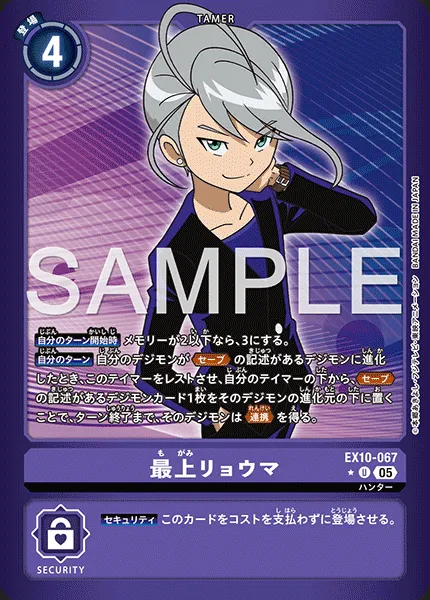 TAMER
登場
4
SAMPLE
自分のターン開始時 メモリーが2以下なら、3にする。
自分のターン 自分のデジモンが セーブ の記述があるデジモンに進化
したとき、このテイマーをレストさせ、自分のテイマーの下から、セーブ
の記述があるデジモンカード1枚をそのデジモンの進化元の下に置く
ことで、ターン終了まで、そのデジモンは 連携 を得る。
もがみ
最上リョウマ
EX10-067
U 05
ハンター
セキュリティ このカードをコストを支払わずに登場させる。
SECURITY
BANDAI MADE IN JAPAN